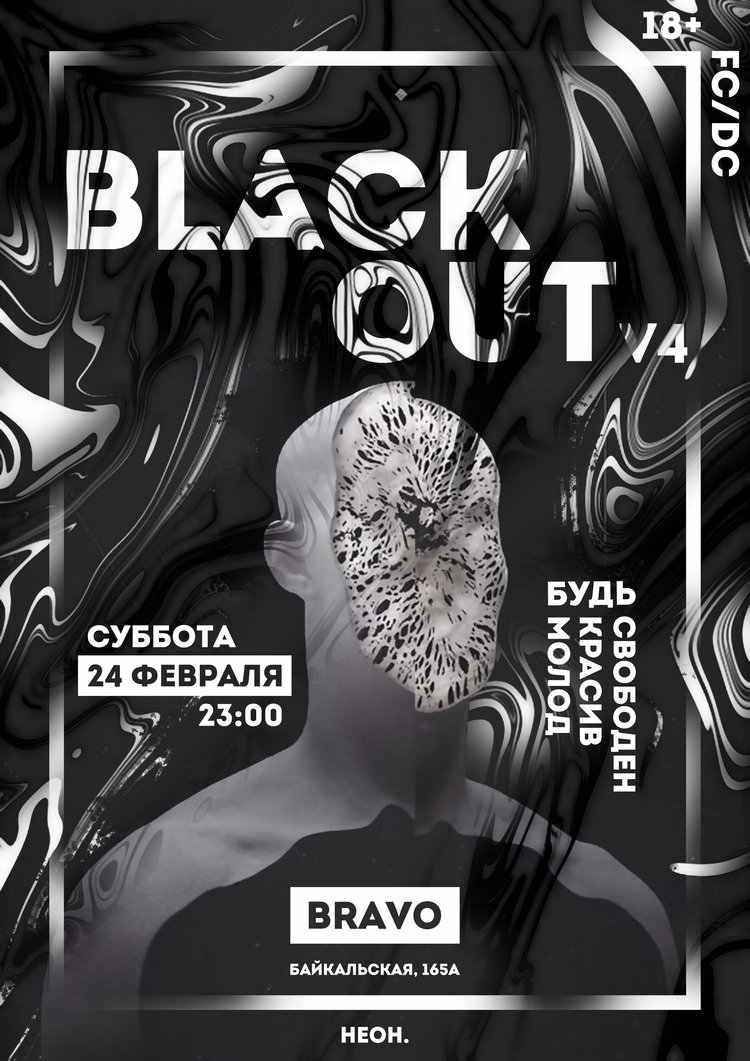 18+
FC/DC
BLACK
OUT
V4
СУББОТА
24 ФЕВРАЛЯ
23:00
БУДЬ
СВОБОДЕН
КРАСИВ
МОЛОД
BRAVO
БАЙКАЛЬСКАЯ, 165А
НЕОН.